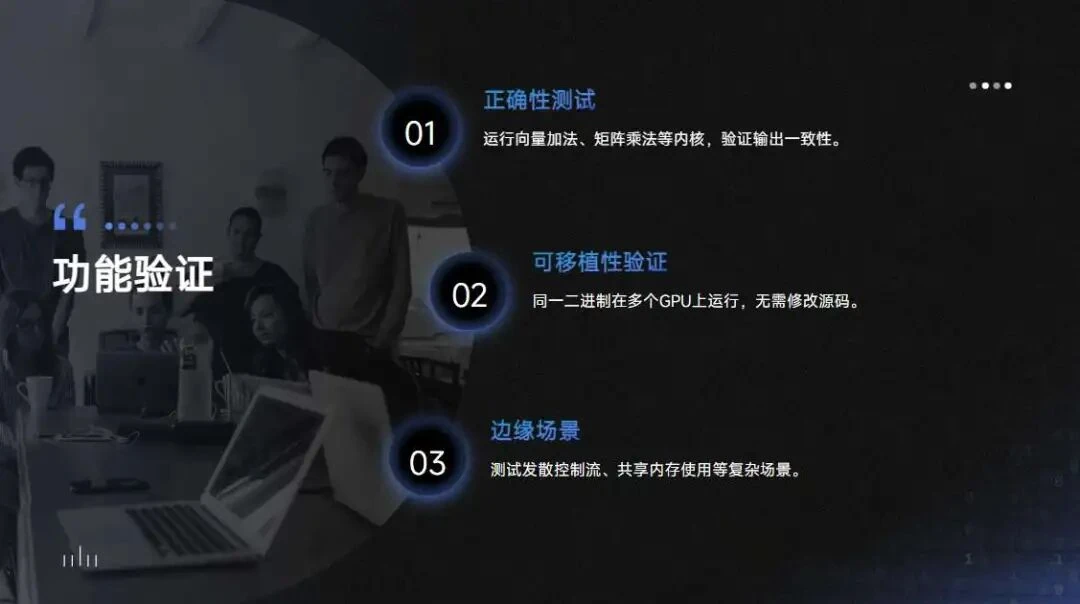 功能验证
01
正确性测试
运行向量加法、矩阵乘法等内核，验证输出一致性。
02
可移植性验证
同一二进制在多个GPU上运行，无需修改源码。
03
边缘场景
测试发散控制流、共享内存使用等复杂场景。